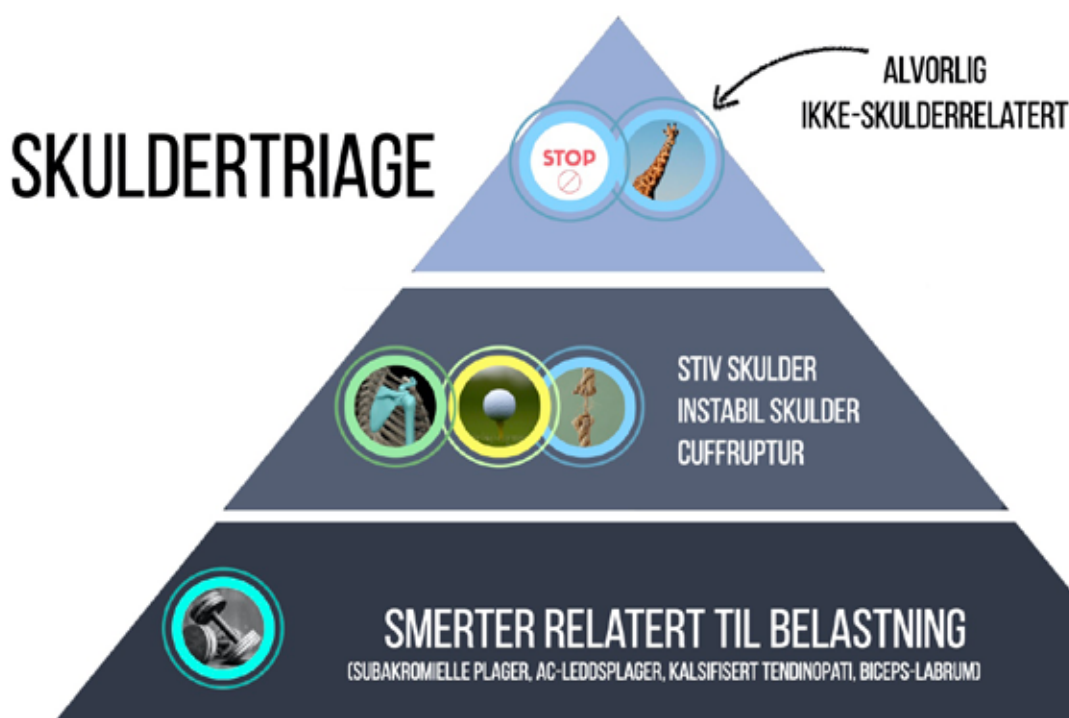 ALVORLIG
IKKE-SKULDERRELATERT
SKULDERTRIAGE
STOP
STIV SKULDER
INSTABIL SKULDER
CUFFRUPTUR
SMERTER RELATERT TIL BELASTNING
(SUBAKROMIELLE PLAGER, AC-LEDDSPLAGER, KALSIFISERT TENDINOPATI, BICEPS-LABRUM)